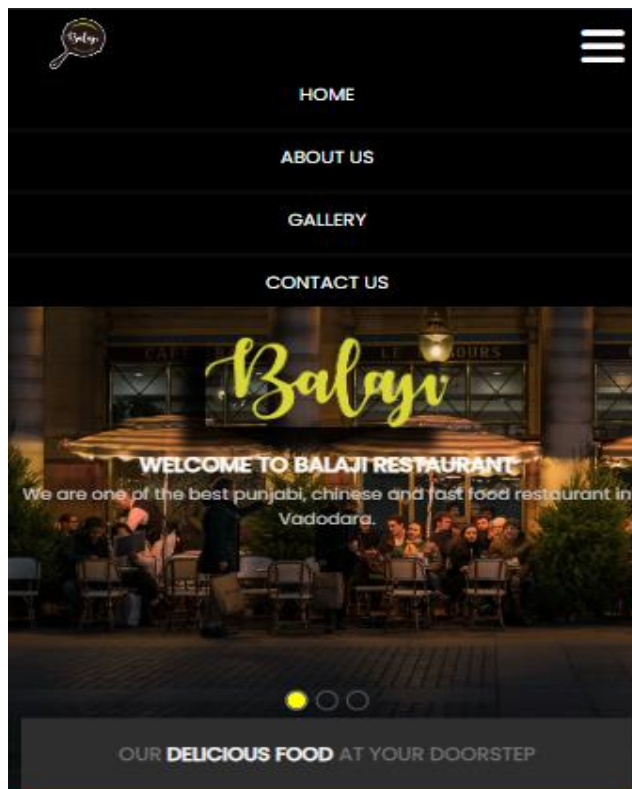 Balaji
HOME
ABOUT US
GALLERY
CONTACT US
Balaji
WELCOME TO BALAJI RESTAURANT
We are one of the best punjabi, chinese and fast food restaurant in
Vadodara.
OUR DELICIOUS FOOD AT YOUR DOORSTEP